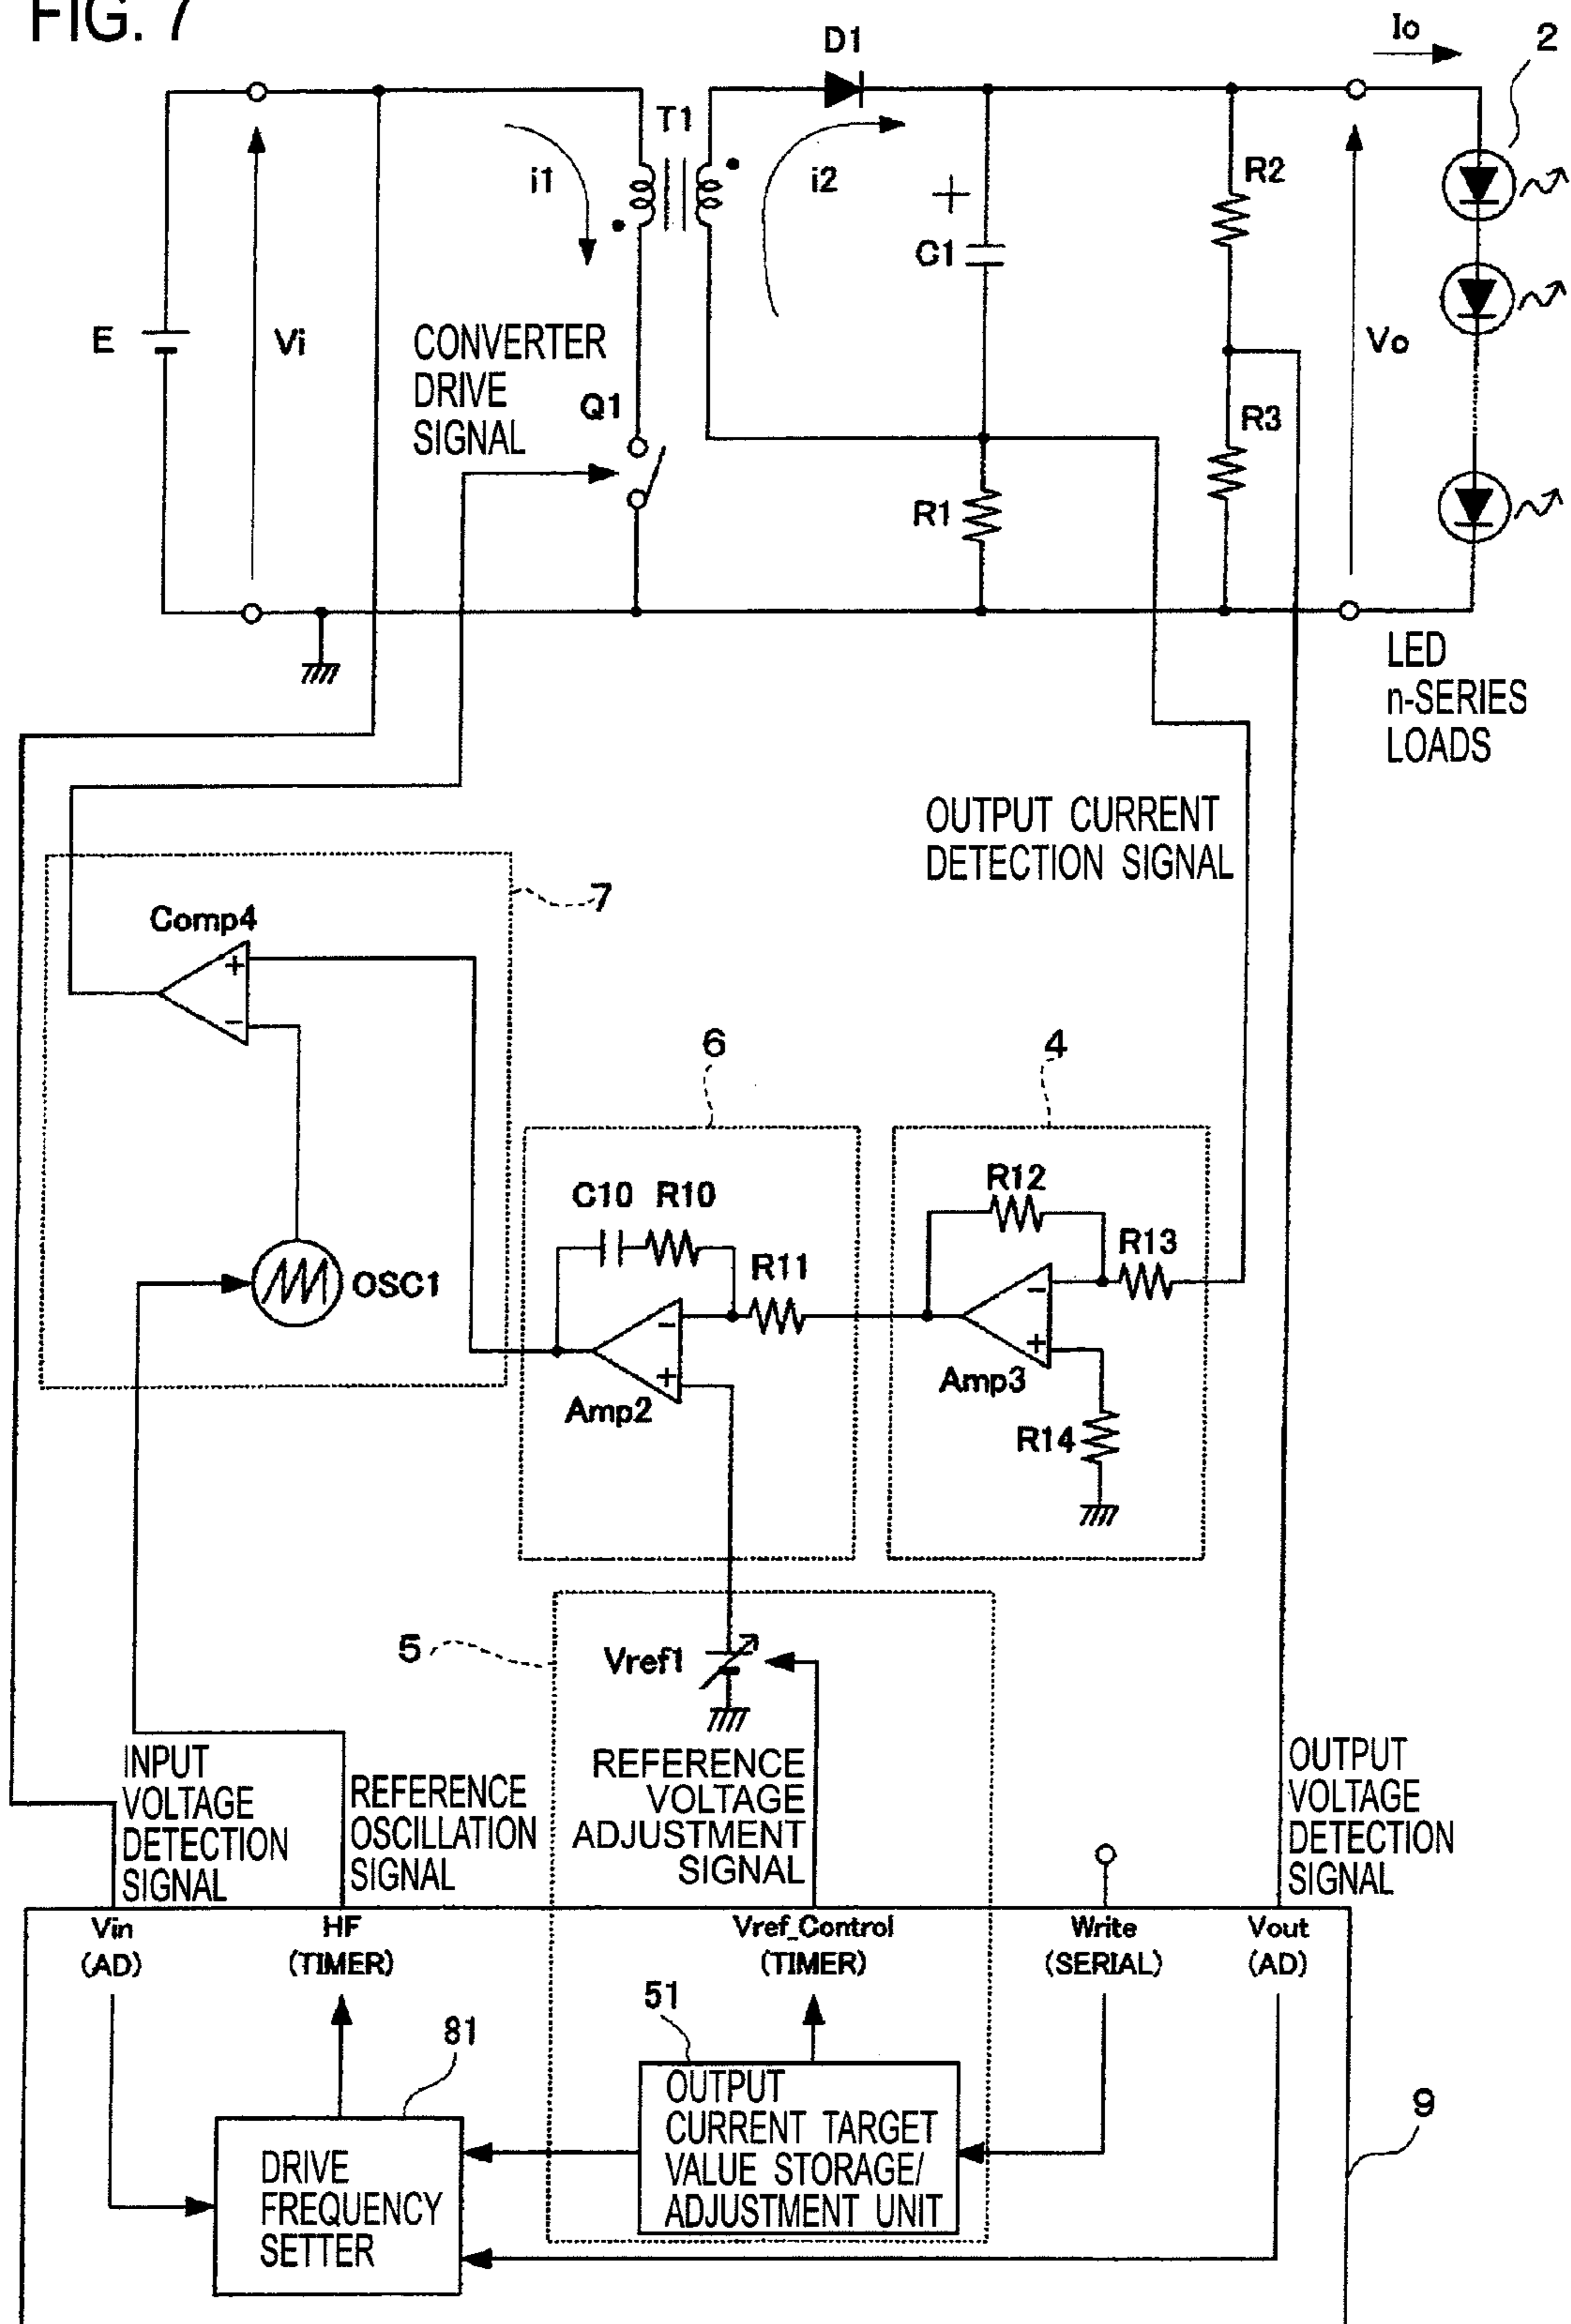 FIG. 7
D1
Io
2
T1
i1
i2
+
C1
R2
E
Vi
CONVERTER
DRIVE
SIGNAL
Q1
R1
R3
Vo
LED
n-SERIES
LOADS
OUTPUT CURRENT
DETECTION SIGNAL
7
Comp4
+
−
OSC1
6
C10 R10
R11
−
+
Amp2
4
R12
R13
−
+
Amp3
R14
5
Vref1
INPUT
VOLTAGE
DETECTION
SIGNAL
REFERENCE
OSCILLATION
SIGNAL
REFERENCE
VOLTAGE
ADJUSTMENT
SIGNAL
OUTPUT
VOLTAGE
DETECTION
SIGNAL
Vin
(AD)
HF
(TIMER)
Vref_Control
(TIMER)
Write
(SERIAL)
Vout
(AD)
81
51
9
DRIVE
FREQUENCY
SETTER
OUTPUT
CURRENT TARGET
VALUE STORAGE/
ADJUSTMENT UNIT